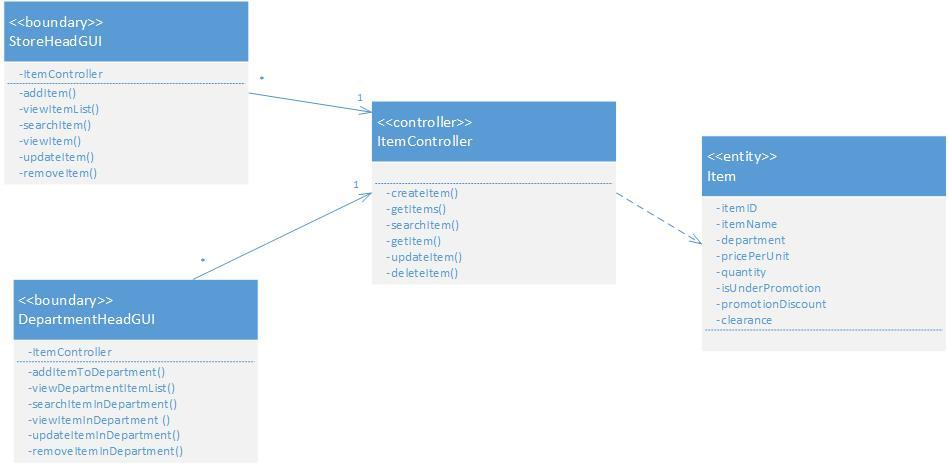 <<boundary>>
StoreHeadGUI
-ItemController
-addItem()
-viewItemList()
-searchItem()
-viewItem()
-updateItem()
-removeItem()
*
1
<<controller>>
ItemController
-createItem()
-getItems()
-searchItem()
-getItem()
-updateItem()
-deleteItem()
<<entity>>
Item
-itemID
-itemName
-department
-pricePerUnit
-quantity
-isUnderPromotion
-promotionDiscount
-clearance
1
*
<<boundary>>
DepartmentHeadGUI
-ItemController
-addItemToDepartment()
-viewDepartmentItemList()
-searchItemInDepartment()
-viewItemInDepartment ()
-updateItemInDepartment()
-removeItemInDepartment()